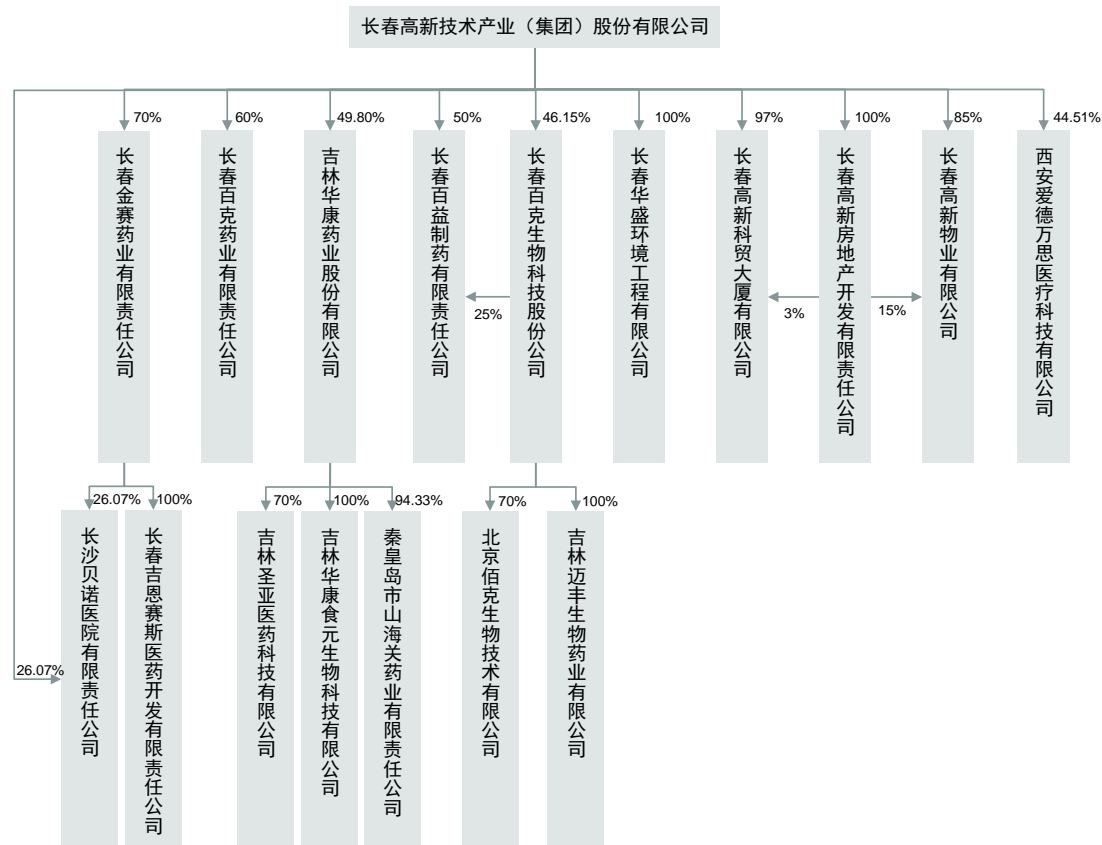 长春高新技术产业（集团）股份有限公司
70%
60%
49.80%
50%
46.15%
100%
97%
100%
85%
44.51%
长春金赛药业有限责任公司
长春百克药业有限责任公司
吉林华康药业股份有限公司
长春百益制药有限责任公司
长春百克生物科技股份公司
长春华盛环境工程有限公司
长春高新科贸大厦有限公司
长春高新房地产开发有限责任公司
长春高新物业有限公司
西安爱德万思医疗科技有限公司
25%
3%
15%
26.07%
100%
70%
100%
94.33%
70%
100%
长沙贝诺医院有限责任公司
长春吉恩赛斯医药开发有限责任公司
吉林圣亚医药科技有限公司
吉林华康食元生物科技有限公司
秦皇岛市山海关药业有限责任公司
北京佰克生物技术有限公司
吉林迈丰生物药业有限公司
26.07%